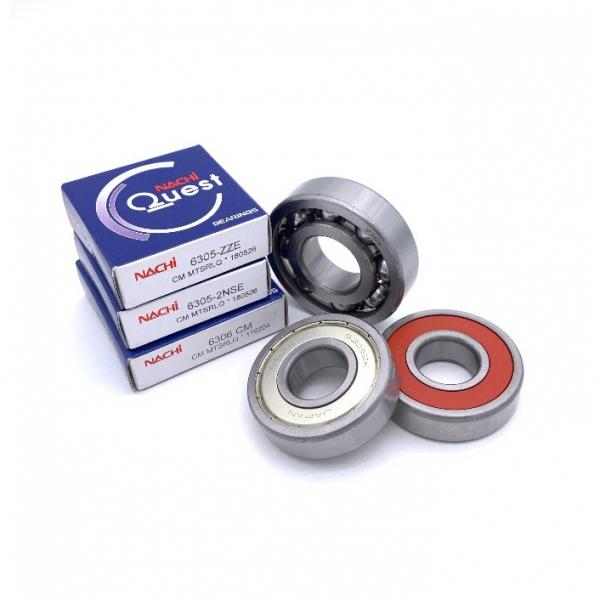 NACHi
Quest
BEARINGS
NACHi 6305-ZZE
CM MTSRLQ * 180526
NACHi 6305-2NSE
CM MTSRLQ * 180526
NACHi 6306 CM
CM MTSRLQ * 170204
JAPAN